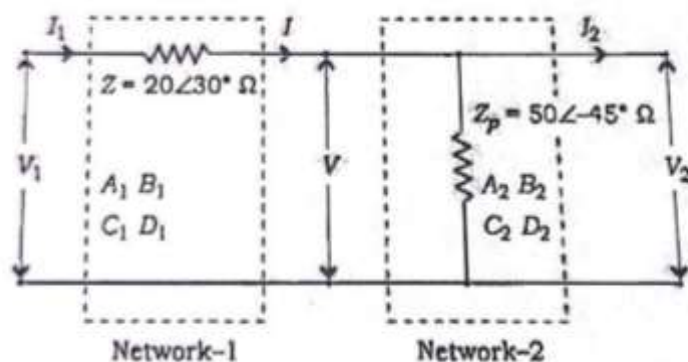 I₁ I I₂
Z = 20∠30° Ω
Z_p = 50∠–45° Ω
V₁ V V₂
A₁ B₁ A₂ B₂
C₁ D₁ C₂ D₂
Network–1 Network–2